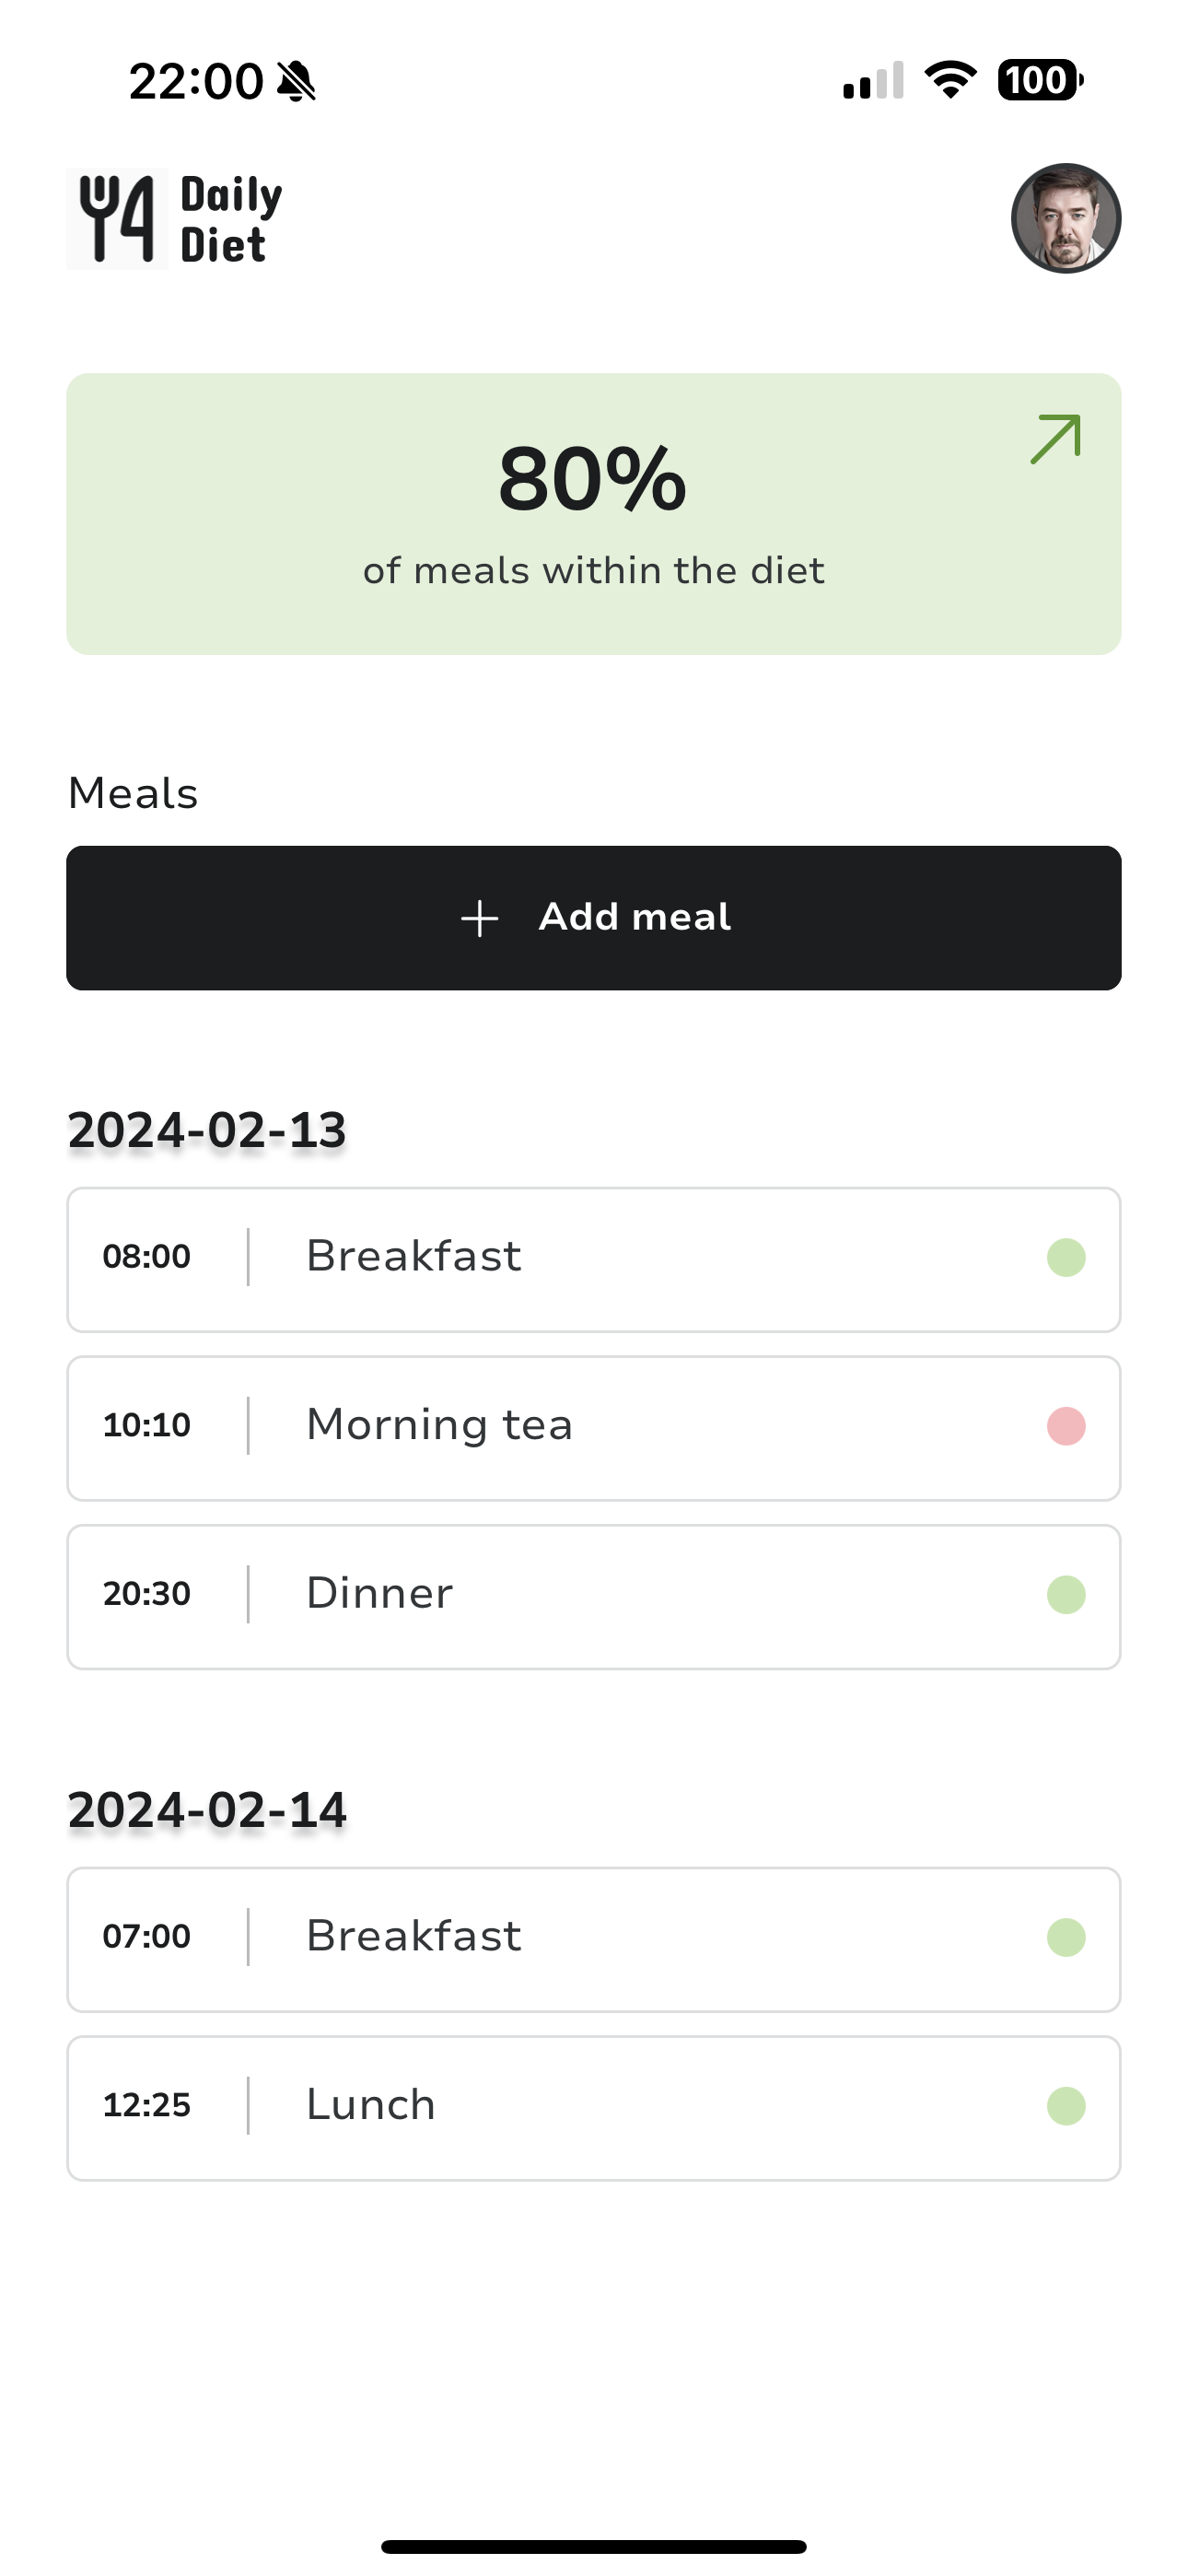 22:00
100
Daily
Diet
80%
of meals within the diet
Meals
Add meal
2024-02-13
08:00 Breakfast
10:10 Morning tea
20:30 Dinner
2024-02-14
07:00 Breakfast
12:25 Lunch